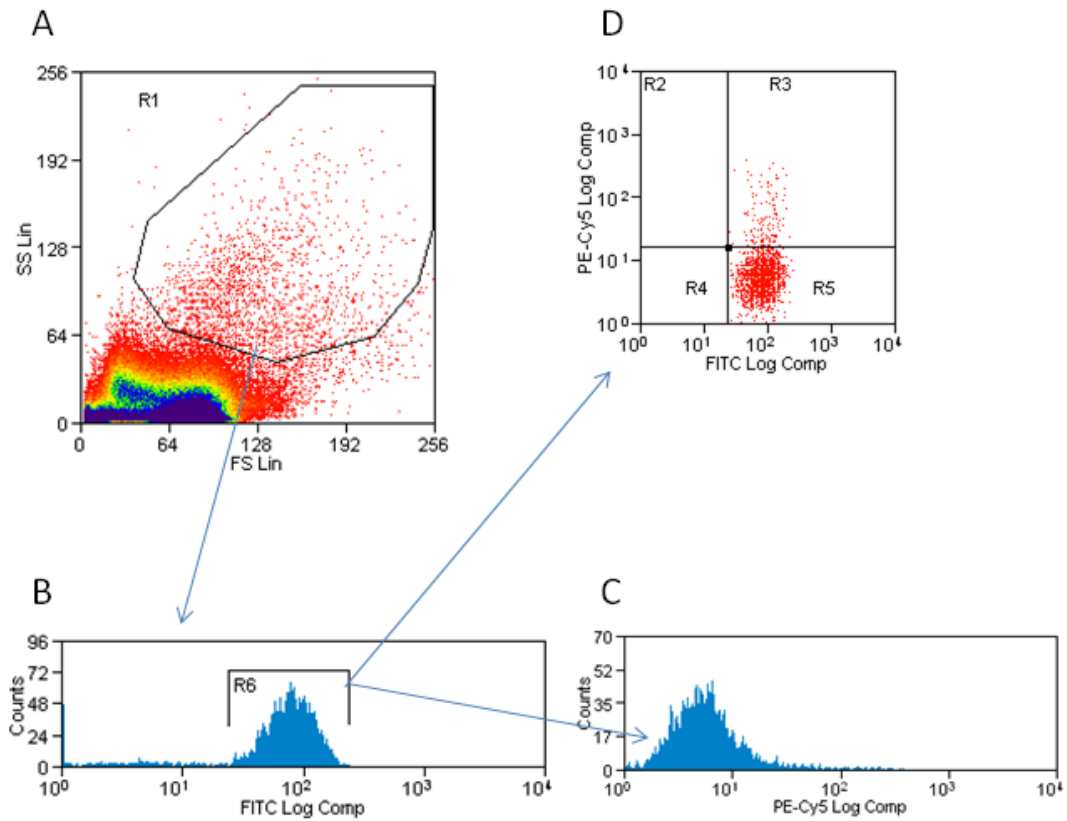 A
256
192
128
64
0
SS Lin
R1
0 64 128 192 256
FS Lin
D
10⁴
10³
10²
10¹
10⁰
PE-Cy5 Log Comp
R2 R3
R4 R5
10⁰ 10¹ 10² 10³ 10⁴
FITC Log Comp
B
96
72
48
24
0
Counts
R6
10⁰ 10¹ 10² 10³ 10⁴
FITC Log Comp
C
70
52
35
17
0
Counts
10⁰ 10¹ 10² 10³ 10⁴
PE-Cy5 Log Comp